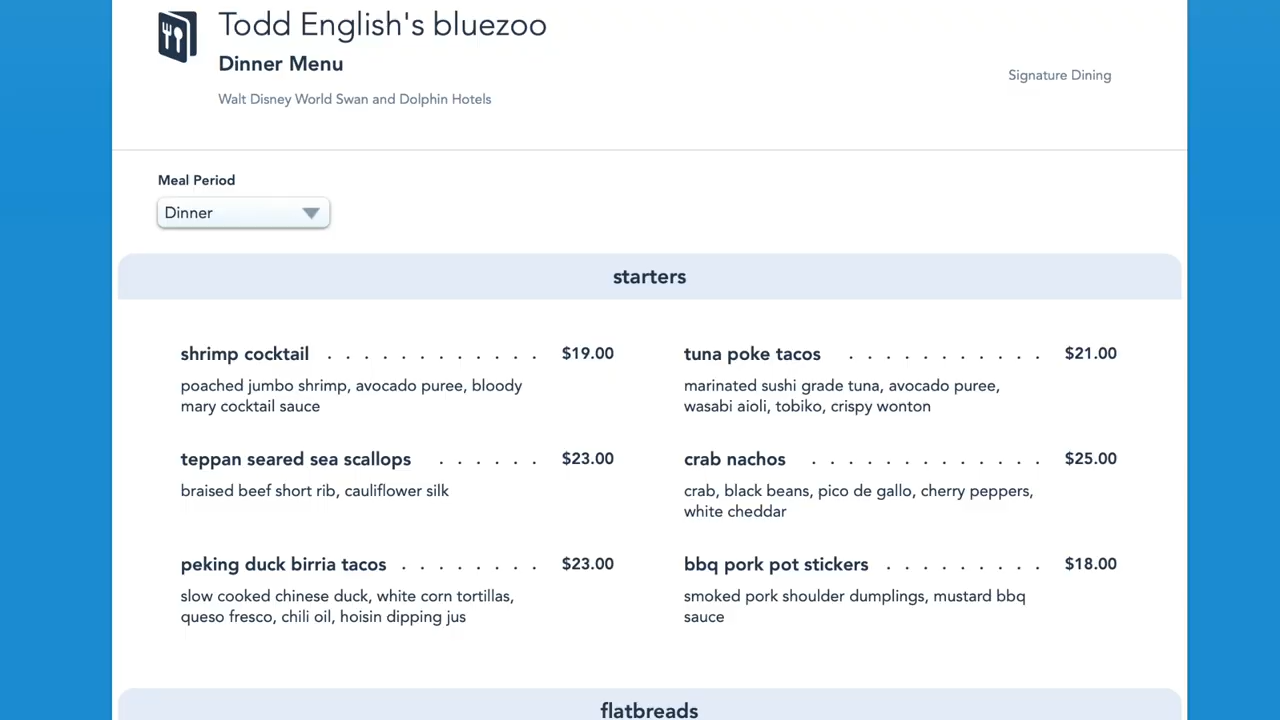 Todd English's bluezoo
Dinner Menu
Signature Dining
Walt Disney World Swan and Dolphin Hotels
Meal Period
Dinner
starters
shrimp cocktail . . . . . . . . . . . . $19.00
poached jumbo shrimp, avocado puree, bloody
mary cocktail sauce
tuna poke tacos . . . . . . . . . . . $21.00
marinated sushi grade tuna, avocado puree,
wasabi aioli, tobiko, crispy wonton
teppan seared sea scallops . . . . . . $23.00
braised beef short rib, cauliflower silk
crab nachos . . . . . . . . . . . . . $25.00
crab, black beans, pico de gallo, cherry peppers,
white cheddar
peking duck birria tacos . . . . . . . . $23.00
slow cooked chinese duck, white corn tortillas,
queso fresco, chili oil, hoisin dipping jus
bbq pork pot stickers . . . . . . . . . $18.00
smoked pork shoulder dumplings, mustard bbq
sauce
flatbreads